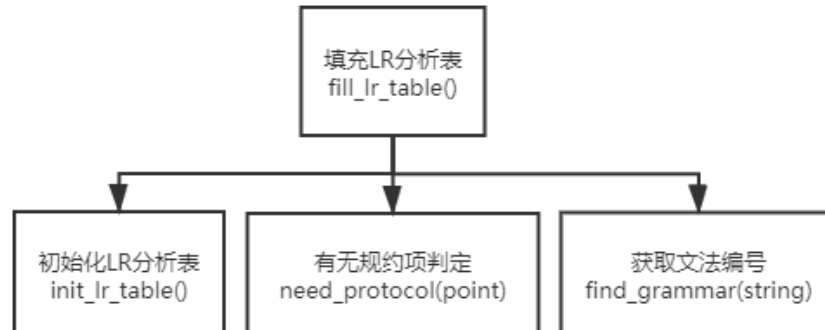 填充LR分析表
fill_lr_table()
初始化LR分析表
init_lr_table()
有无规约项判定
need_protocol(point)
获取文法编号
find_grammar(string)